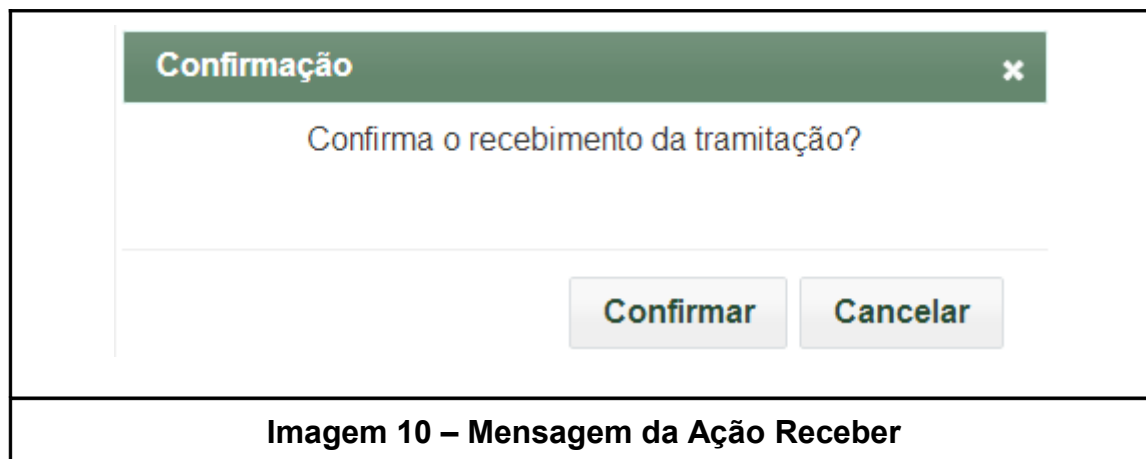 Confirmação
Confirma o recebimento da tramitação?
Confirmar Cancelar
Imagem 10 – Mensagem da Ação Receber